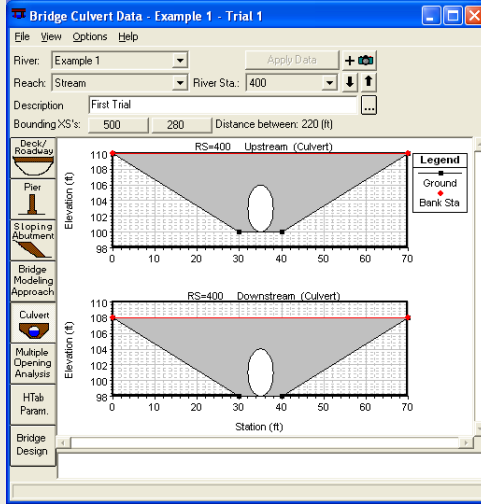 Bridge Culvert Data - Example 1 - Trial 1
File View Options Help
River: Example 1 Apply Data +
Reach: Stream River Sta.: 400
Description First Trial ...
Bounding XS's: 500 280 Distance between: 220 (ft)
Deck/
Roadway
Pier
Sloping
Abutment
Bridge
Modeling
Approach
Culvert
Multiple
Opening
Analysis
HTab
Param.
Bridge
Design
RS=400 Upstream (Culvert)
Elevation (ft)
110
108
106
104
102
100
98
0 10 20 30 40 50 60 70
Legend
Ground
Bank Sta
RS=400 Downstream (Culvert)
Elevation (ft)
110
108
106
104
102
100
98
0 10 20 30 40 50 60 70
Station (ft)